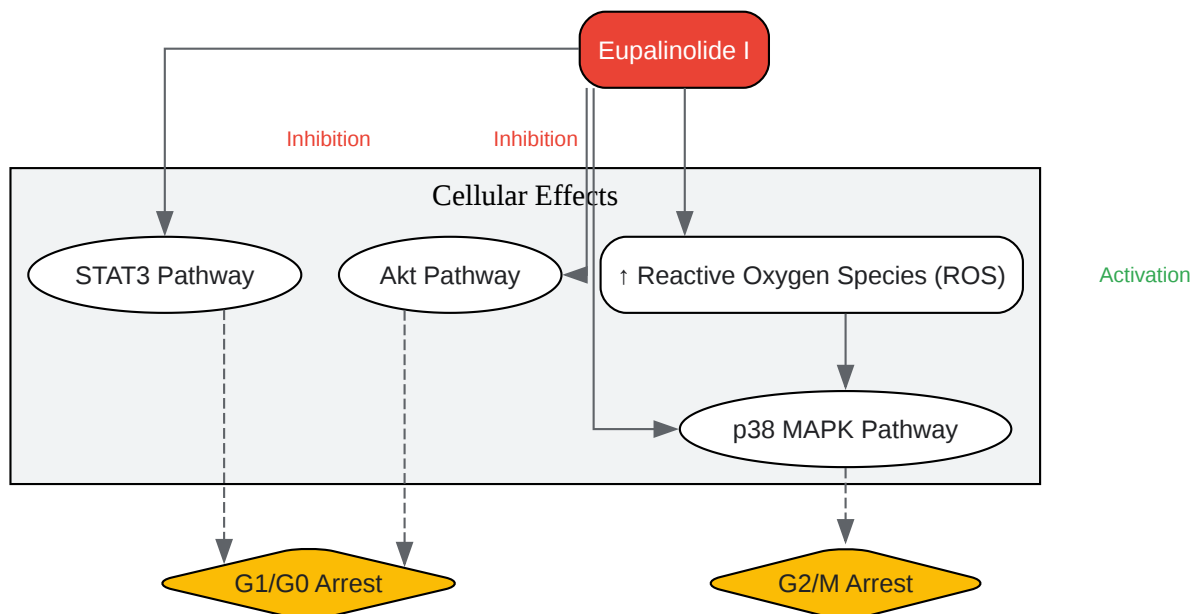 Eupalinolide I
Inhibition
Inhibition
Cellular Effects
STAT3 Pathway
Akt Pathway
↑ Reactive Oxygen Species (ROS)
Activation
p38 MAPK Pathway
G1/G0 Arrest
G2/M Arrest